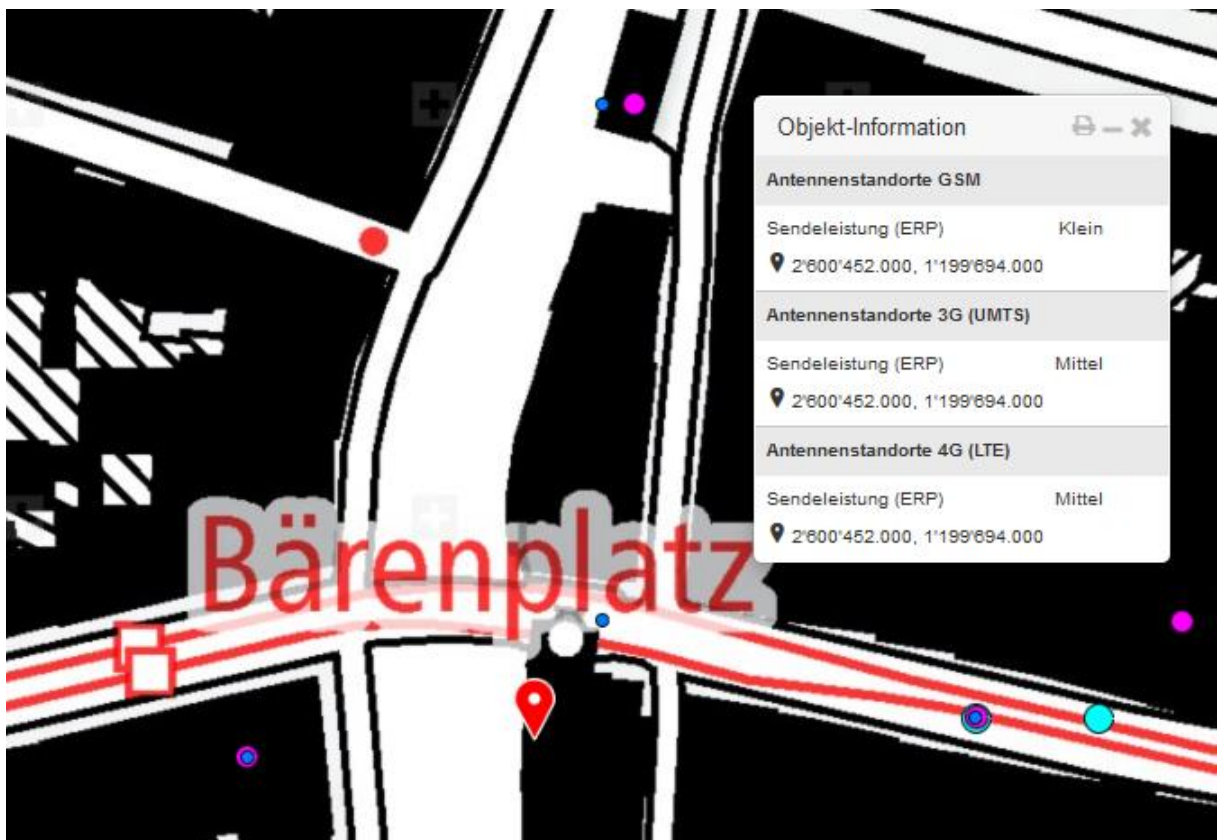 Objekt-Information
Antennenstandorte GSM
Sendeleistung (ERP) Klein
2'600'452.000, 1'199'694.000
Antennenstandorte 3G (UMTS)
Sendeleistung (ERP) Mittel
2'600'452.000, 1'199'694.000
Antennenstandorte 4G (LTE)
Sendeleistung (ERP) Mittel
2'600'452.000, 1'199'694.000
Bärenplatz